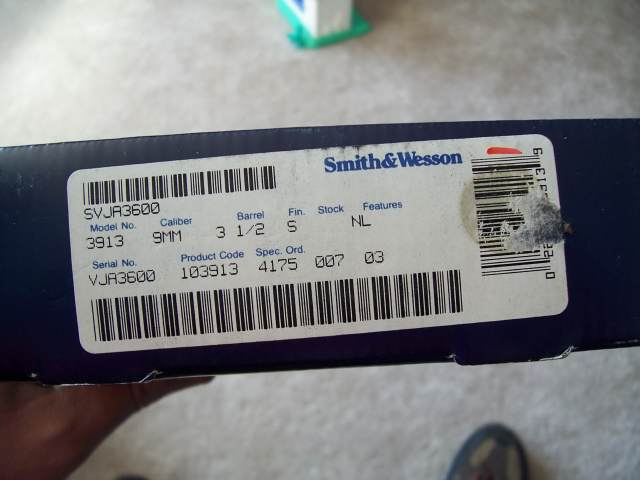 Smith&Wesson
SVJA3600
Model No. Caliber Barrel Fin. Stock Features
3913 9MM 3 1/2 S NL
Serial No. Product Code Spec. Ord.
VJA3600 103913 4175 007 03